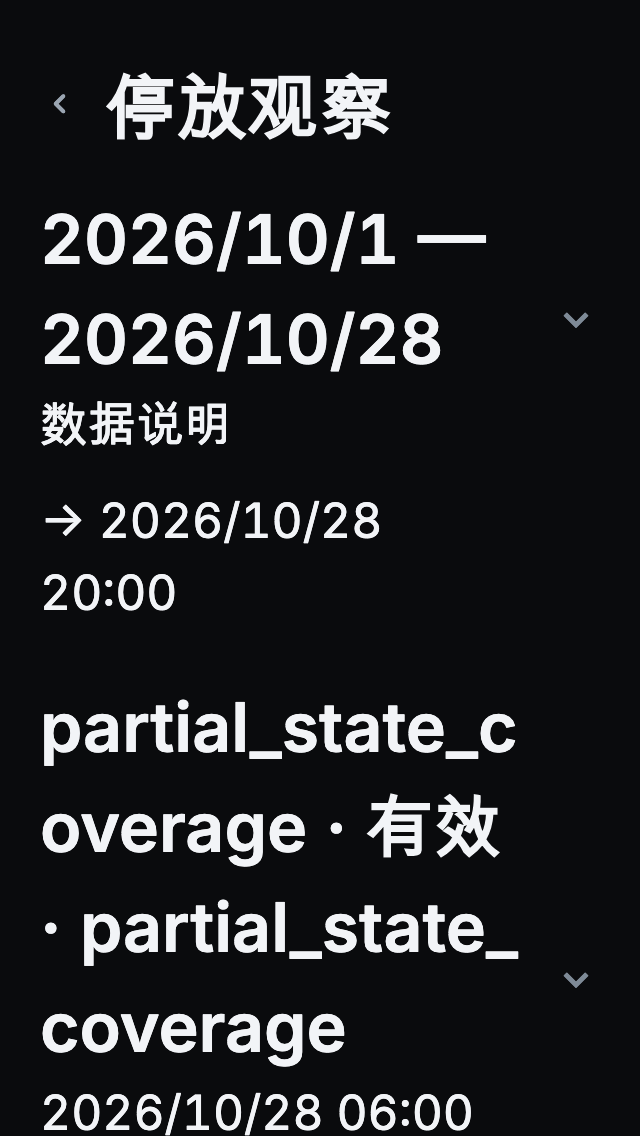 停放观察
2026/10/1 —
2026/10/28
数据说明
→ 2026/10/28
20:00
partial_state_c
overage · 有效
· partial_state_
coverage
2026/10/28 06:00